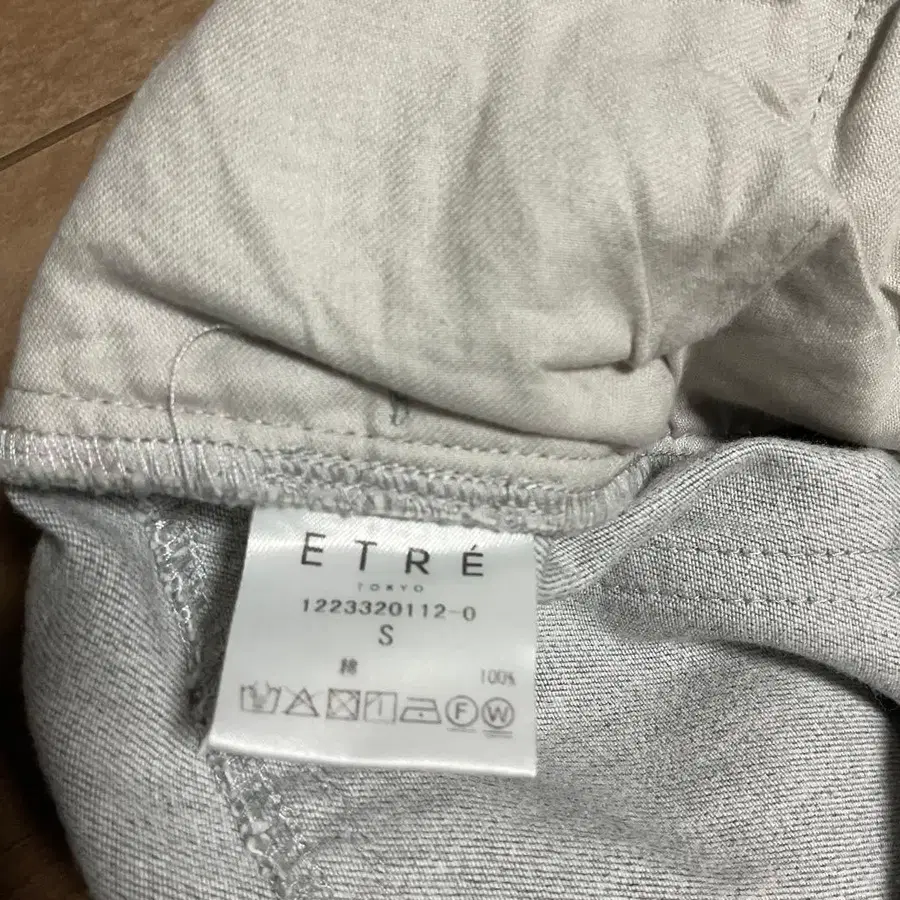 ETRÉ
TOKYO
1223320112-0
S
綿 100%
F W